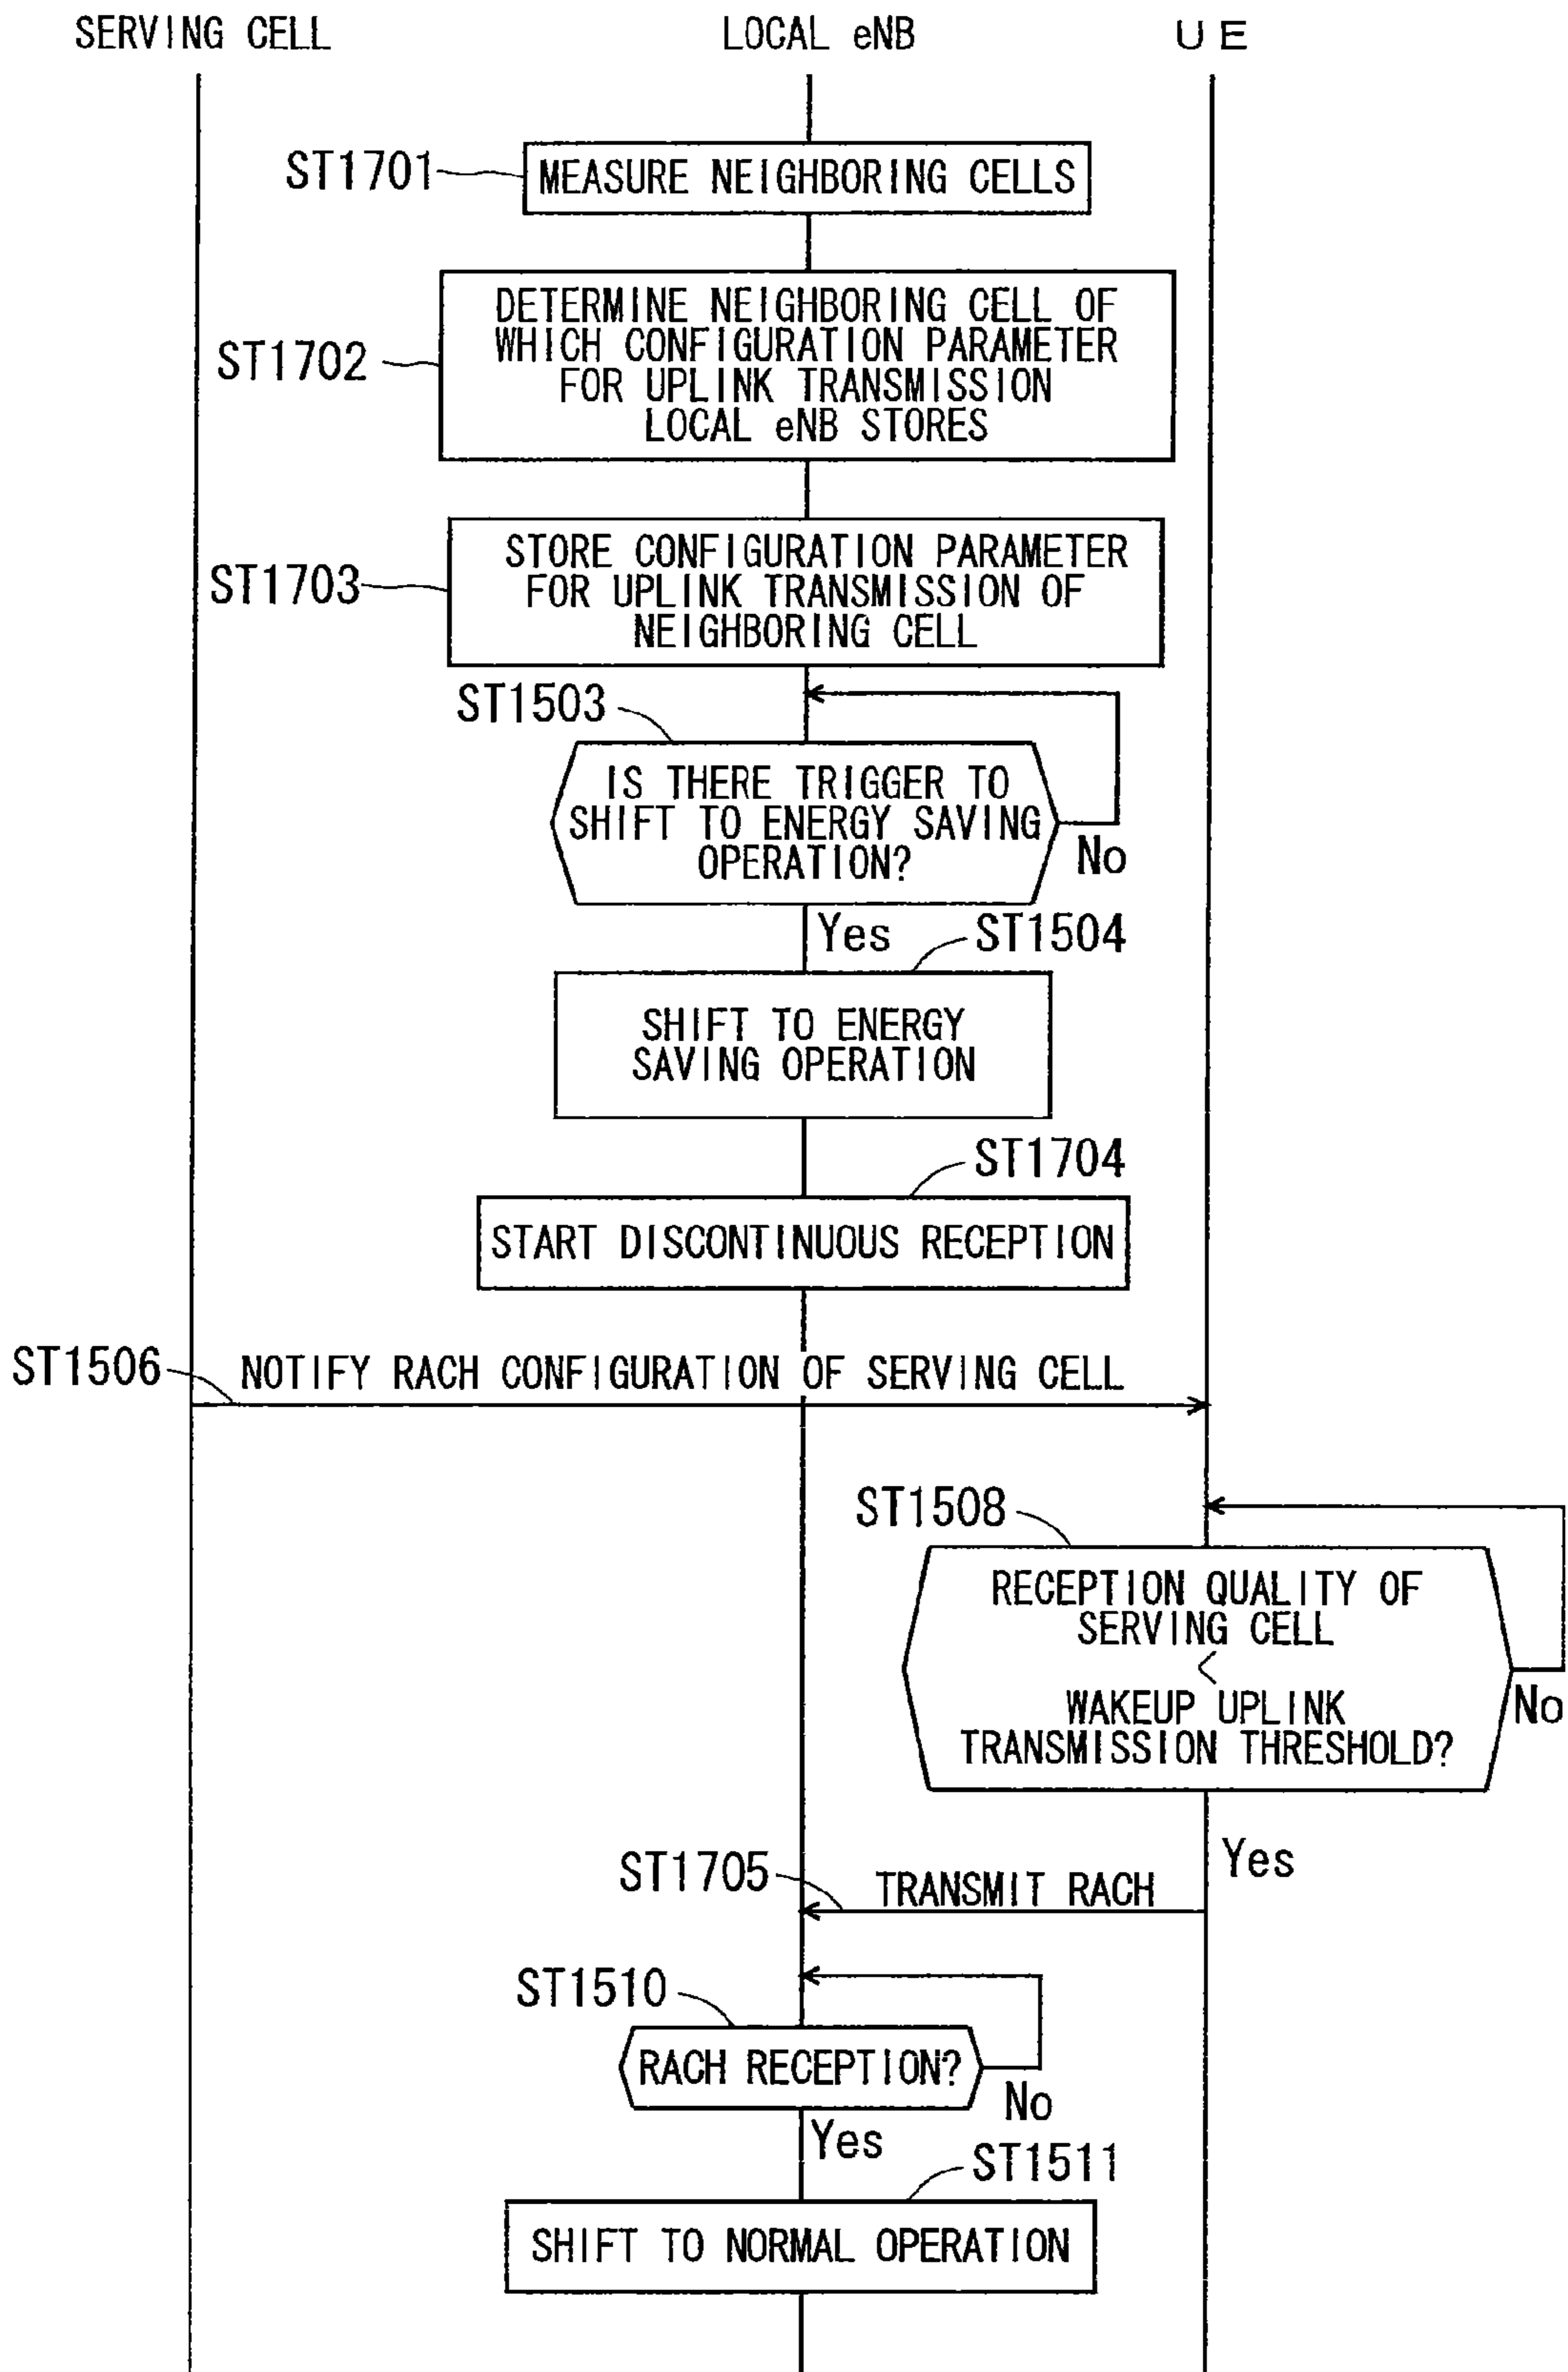 SERVING CELL
LOCAL eNB
UE
ST1701
MEASURE NEIGHBORING CELLS
ST1702
DETERMINE NEIGHBORING CELL OF
WHICH CONFIGURATION PARAMETER
FOR UPLINK TRANSMISSION
LOCAL eNB STORES
ST1703
STORE CONFIGURATION PARAMETER
FOR UPLINK TRANSMISSION OF
NEIGHBORING CELL
ST1503
IS THERE TRIGGER TO
SHIFT TO ENERGY SAVING
OPERATION?
No
Yes
ST1504
SHIFT TO ENERGY
SAVING OPERATION
ST1704
START DISCONTINUOUS RECEPTION
ST1506
NOTIFY RACH CONFIGURATION OF SERVING CELL
ST1508
RECEPTION QUALITY OF
SERVING CELL
<
WAKEUP UPLINK
TRANSMISSION THRESHOLD?
No
Yes
ST1705
TRANSMIT RACH
ST1510
RACH RECEPTION?
No
Yes
ST1511
SHIFT TO NORMAL OPERATION